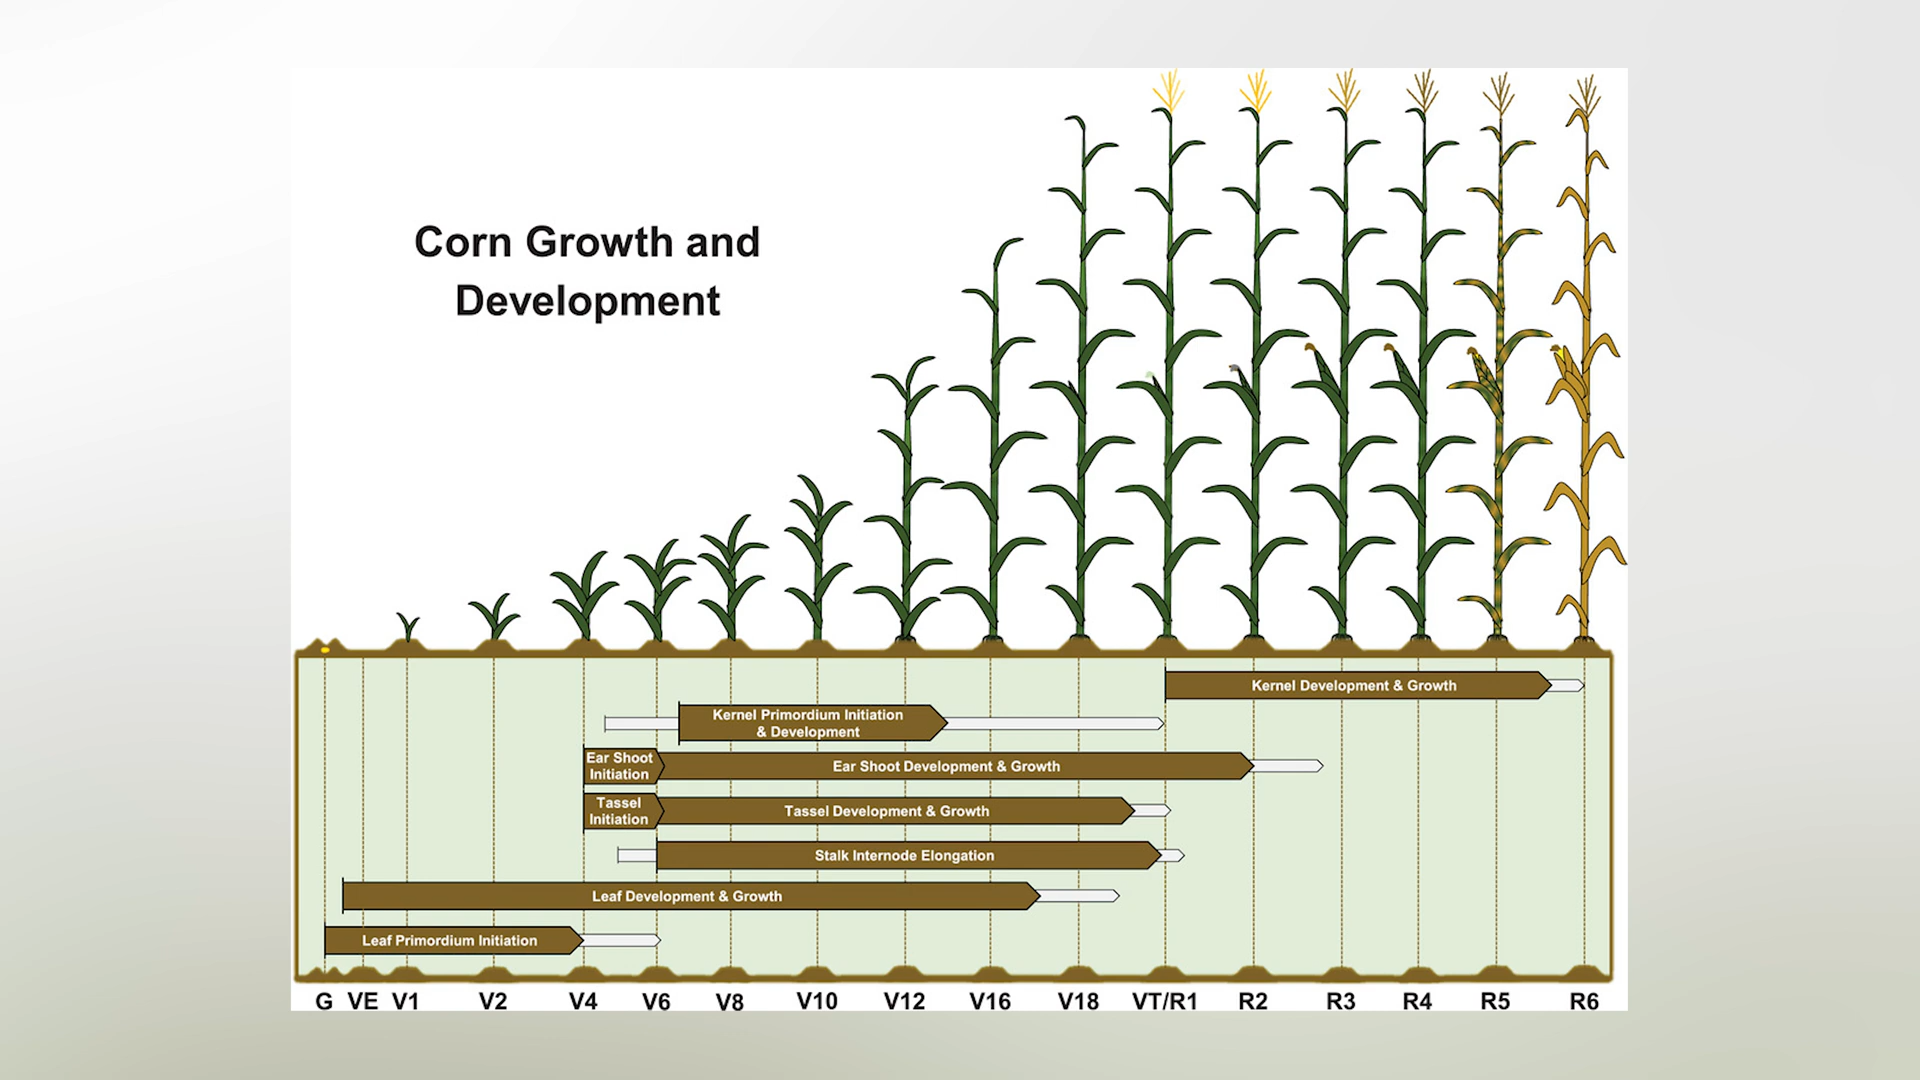 Corn Growth and
Development
Kernel Development & Growth
Kernel Primordium Initiation
& Development
Ear Shoot
Initiation
Ear Shoot Development & Growth
Tassel
Initiation
Tassel Development & Growth
Stalk Internode Elongation
Leaf Development & Growth
Leaf Primordium Initiation
G VE V1 V2 V4 V6 V8 V10 V12 V16 V18 VT/R1 R2 R3 R4 R5 R6